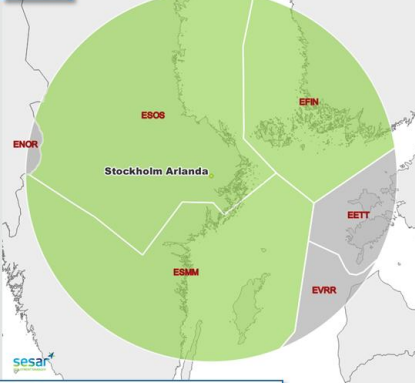 ESOS
EFIN
ENOR
Stockholm Arlanda
EETT
ESMM
EVRR
sesar